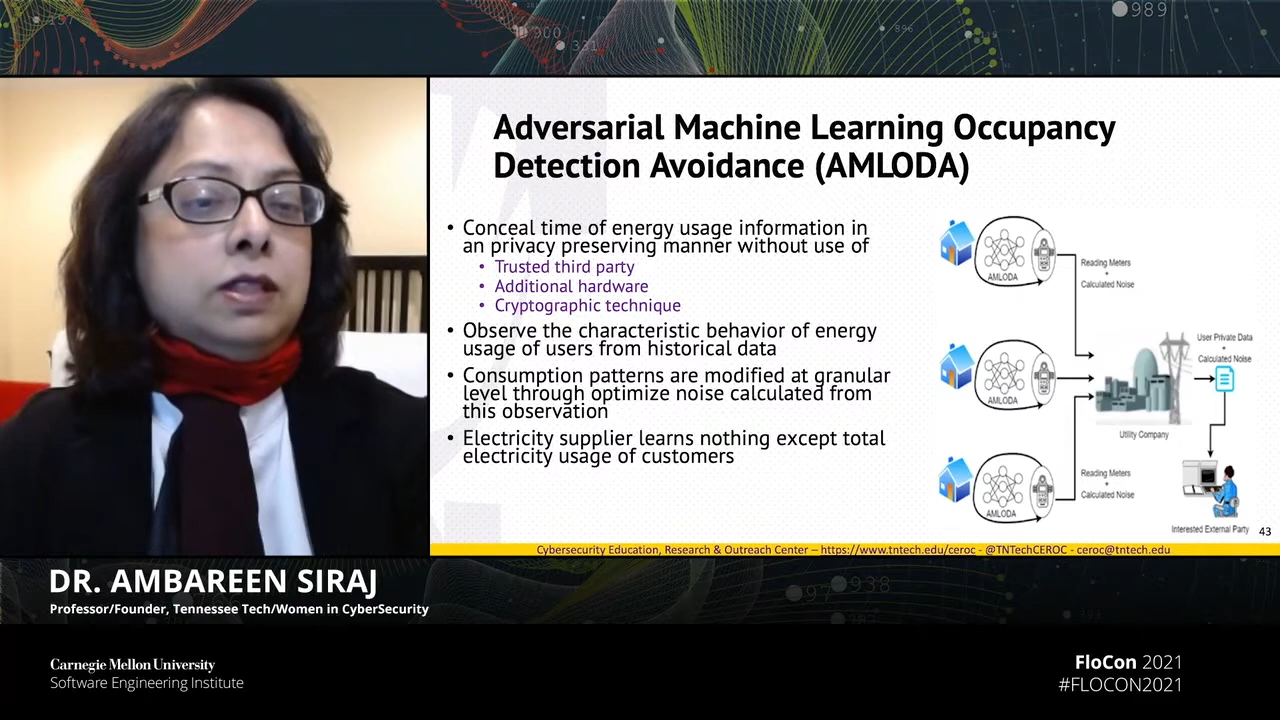 989
900
331
896
Adversarial Machine Learning Occupancy
Detection Avoidance (AMLODA)
• Conceal time of energy usage information in
an privacy preserving manner without use of
• Trusted third party
• Additional hardware
• Cryptographic technique
• Observe the characteristic behavior of energy
usage of users from historical data
• Consumption patterns are modified at granular
level through optimize noise calculated from
this observation
• Electricity supplier learns nothing except total
electricity usage of customers
AMLODA
Reading Meters
+
Calculated Noise
AMLODA
User Private Data
+
Calculated Noise
Utility Company
AMLODA
Reading Meters
+
Calculated Noise
Interested External Party
43
Cybersecurity Education, Research & Outreach Center – https://www.tntech.edu/ceroc - @TNTechCEROC - ceroc@tntech.edu
DR. AMBAREEN SIRAJ
Professor/Founder, Tennessee Tech/Women in CyberSecurity
938
Carnegie Mellon University
Software Engineering Institute
FloCon 2021
#FLOCON2021